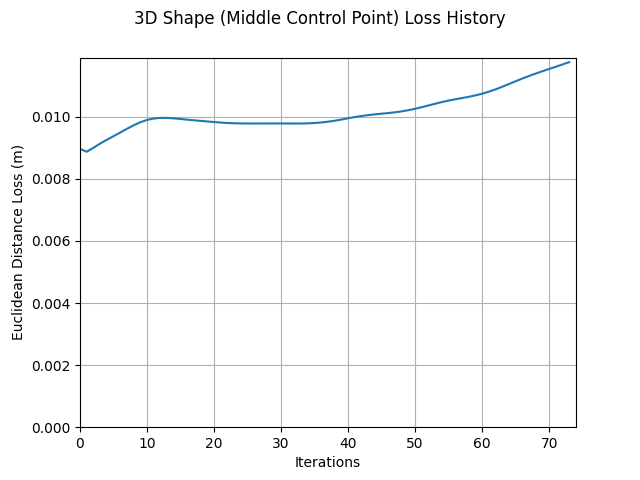 3D Shape (Middle Control Point) Loss History
Euclidean Distance Loss (m)
0.010
0.008
0.006
0.004
0.002
0.000
0 10 20 30 40 50 60 70
Iterations